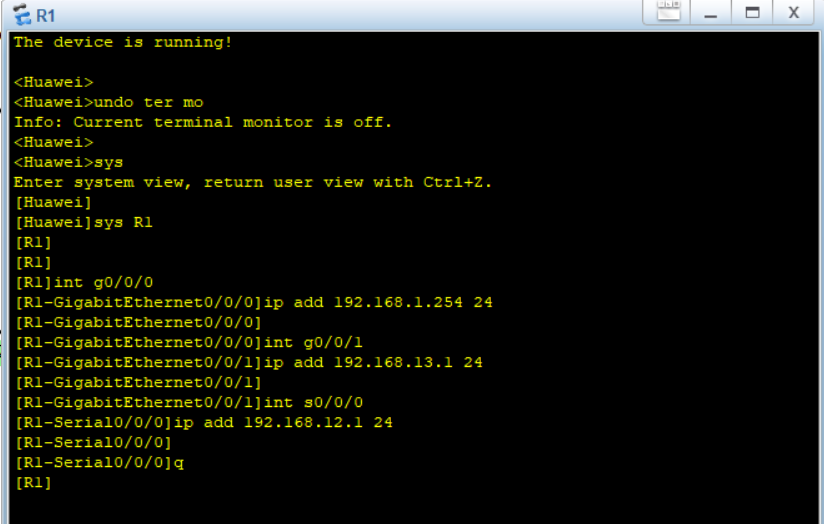 R1
The device is running!
<Huawei>
<Huawei>undo ter mo
Info: Current terminal monitor is off.
<Huawei>
<Huawei>sys
Enter system view, return user view with Ctrl+Z.
[Huawei]
[Huawei]sys R1
[R1]
[R1]
[R1]int g0/0/0
[R1-GigabitEthernet0/0/0]ip add 192.168.1.254 24
[R1-GigabitEthernet0/0/0]
[R1-GigabitEthernet0/0/0]int g0/0/1
[R1-GigabitEthernet0/0/1]ip add 192.168.13.1 24
[R1-GigabitEthernet0/0/1]
[R1-GigabitEthernet0/0/1]int s0/0/0
[R1-Serial0/0/0]ip add 192.168.12.1 24
[R1-Serial0/0/0]
[R1-Serial0/0/0]q
[R1]